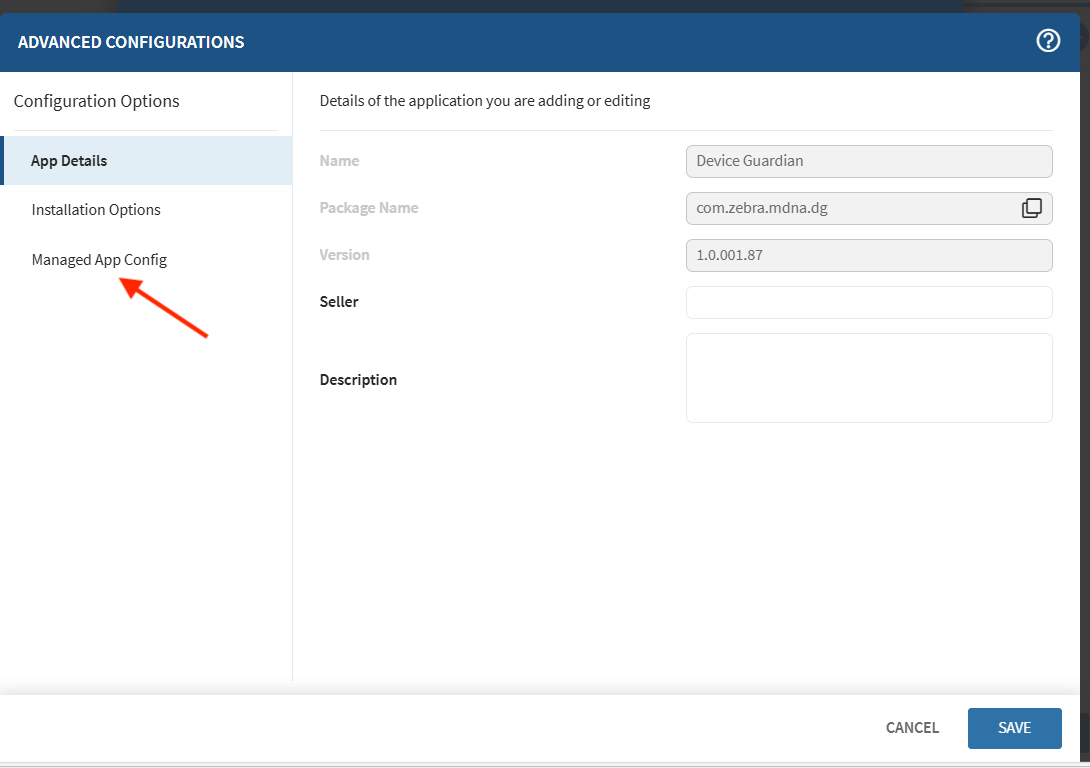 ADVANCED CONFIGURATIONS
Configuration Options
App Details
Installation Options
Managed App Config
Details of the application you are adding or editing
Name
Device Guardian
Package Name
com.zebra.mdna.dg
Version
1.0.001.87
Seller
Description
CANCEL
SAVE